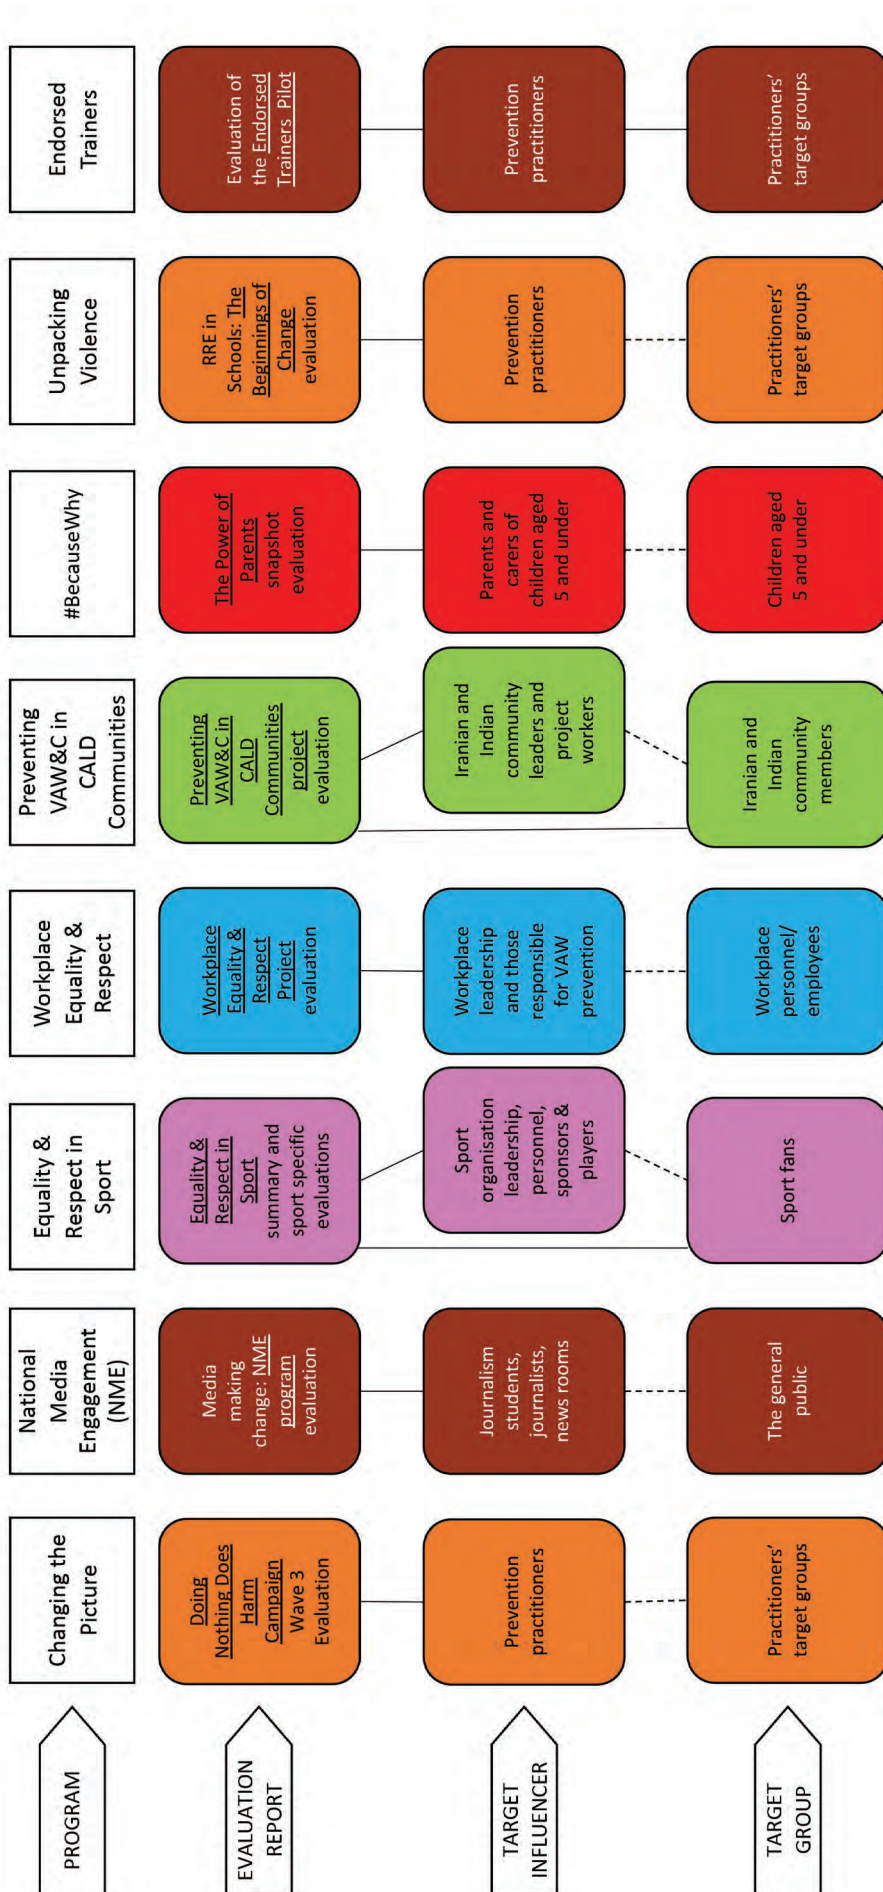 PROGRAM
Changing the
Picture
National
Media
Engagement
(NME)
Equality &
Respect in
Sport
Workplace
Equality &
Respect
Preventing
VAW&C in
CALD
Communities
#BecauseWhy
Unpacking
Violence
Endorsed
Trainers
EVALUATION
REPORT
Doing
Nothing Does
Harm
Campaign
Wave 3
Evaluation
Media
making
change: NME
program
evaluation
Equality &
Respect in
Sport
summary and
sport specific
evaluations
Workplace
Equality &
Respect
Project
evaluation
Preventing
VAW&C in
CALD
Communities
project
evaluation
The Power of
Parents
snapshot
evaluation
RRE in
Schools: The
Beginnings of
Change
evaluation
Evaluation of
the Endorsed
Trainers Pilot
TARGET
INFLUENCER
Prevention
practitioners
Journalism
students,
journalists,
news rooms
Sport
organisation
leadership,
personnel,
sponsors &
players
Workplace
leadership
and those
responsible
for VAW
prevention
Iranian and
Indian
community
leaders and
project
workers
Parents and
carers of
children aged
5 and under
Prevention
practitioners
Prevention
practitioners
TARGET
GROUP
Practitioners'
target groups
The general
public
Sport fans
Workplace
personnel/
employees
Iranian and
Indian
community
members
Children aged
5 and under
Practitioners'
target groups
Practitioners'
target groups